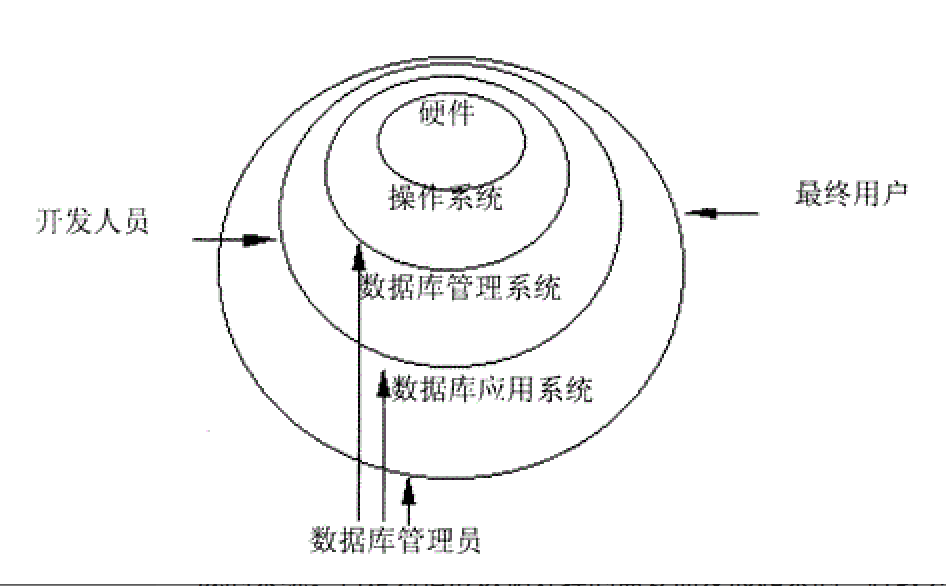 硬件
操作系统
最终用户
开发人员
数据库管理系统
数据库应用系统
数据库管理员